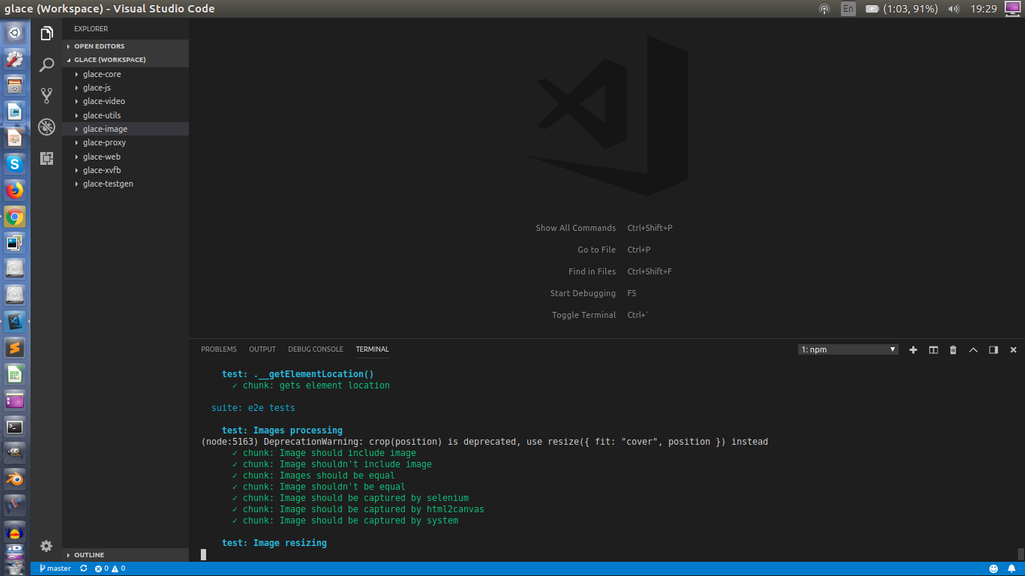 glace (Workspace) - Visual Studio Code
En
(1:03, 91%)
19:29
EXPLORER
OPEN EDITORS
GLACE (WORKSPACE)
glace-core
glace-js
glace-video
glace-utils
glace-image
glace-proxy
glace-web
glace-xvfb
glace-testgen
OUTLINE
Show All Commands Ctrl+Shift+P
Go to File Ctrl+P
Find in Files Ctrl+Shift+F
Start Debugging F5
Toggle Terminal Ctrl+`
PROBLEMS OUTPUT DEBUG CONSOLE TERMINAL 1: npm
test: .__getElementLocation()
✓ chunk: gets element location
suite: e2e tests
test: Images processing
(node:5163) DeprecationWarning: crop(position) is deprecated, use resize({ fit: "cover", position }) instead
✓ chunk: Image should include image
✓ chunk: Image shouldn't include image
✓ chunk: Images should be equal
✓ chunk: Image shouldn't be equal
✓ chunk: Image should be captured by selenium
✓ chunk: Image should be captured by html2canvas
✓ chunk: Image should be captured by system
test: Image resizing
master 0 0